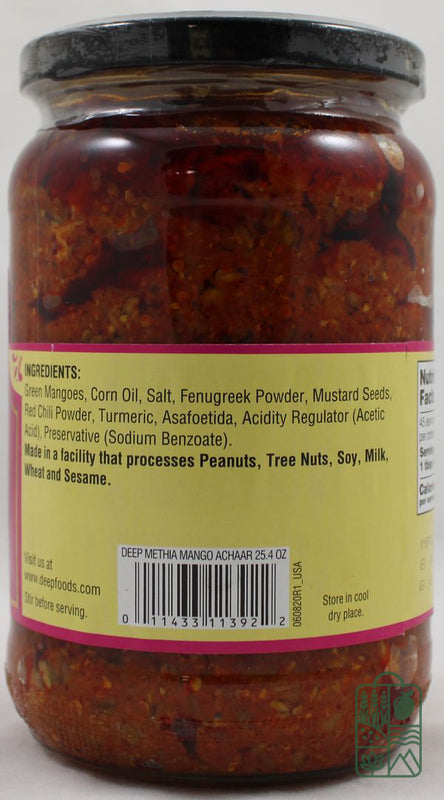 INGREDIENTS:
Green Mangoes, Corn Oil, Salt, Fenugreek Powder, Mustard Seeds,
Red Chili Powder, Turmeric, Asafoetida, Acidity Regulator (Acetic
Acid), Preservative (Sodium Benzoate).
Made in a facility that processes Peanuts, Tree Nuts, Soy, Milk,
Wheat and Sesame.
Visit us at
www.deepfoods.com
Stir before serving.
DEEP METHIA MANGO ACHAAR 25.4 OZ
0 11433 11392 2
060820R1_USA
Store in cool
dry place.
1 tbsp